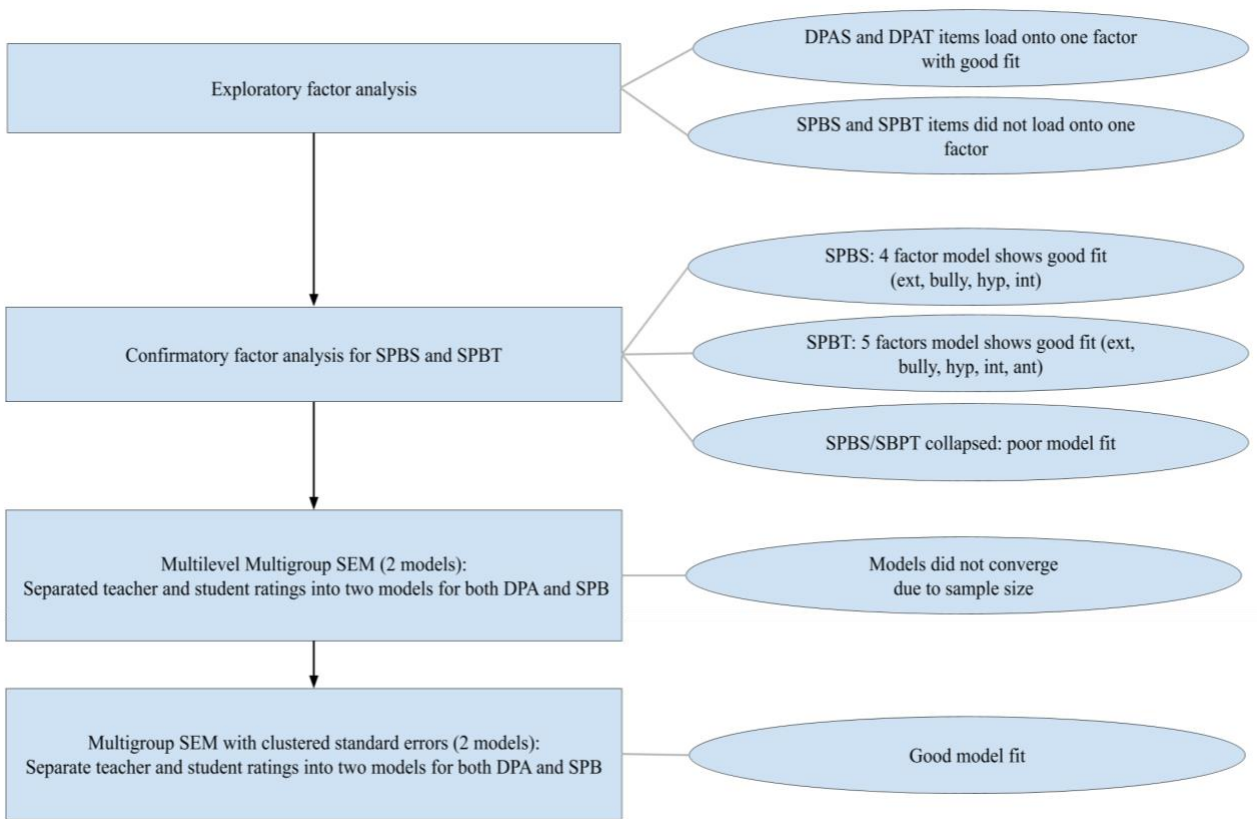 Exploratory factor analysis
DPAS and DPAT items load onto one factor
with good fit
SPBS and SPBT items did not load onto one
factor
Confirmatory factor analysis for SPBS and SPBT
SPBS: 4 factor model shows good fit
(ext, bully, hyp, int)
SPBT: 5 factors model shows good fit (ext,
bully, hyp, int, ant)
SPBS/SBPT collapsed: poor model fit
Multilevel Multigroup SEM (2 models):
Separated teacher and student ratings into two models for both DPA and SPB
Models did not converge
due to sample size
Multigroup SEM with clustered standard errors (2 models):
Separate teacher and student ratings into two models for both DPA and SPB
Good model fit